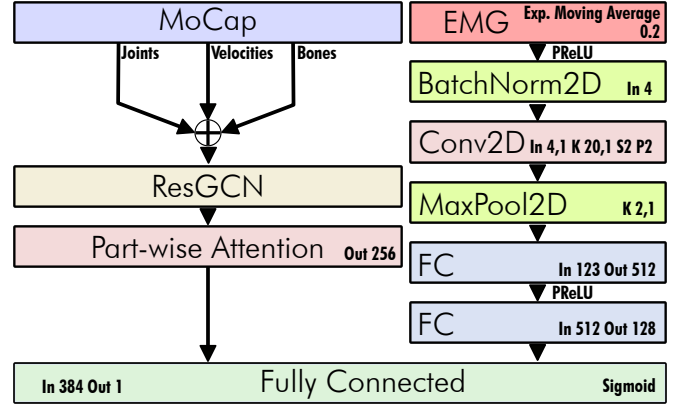 MoCap
Joints Velocities Bones
ResGCN
Part-wise Attention Out 256
EMG Exp. Moving Average 0.2
PReLU
BatchNorm2D In 4
Conv2D In 4,1 K 20,1 S2 P2
MaxPool2D K 2,1
FC In 123 Out 512
PReLU
FC In 512 Out 128
In 384 Out 1 Fully Connected Sigmoid